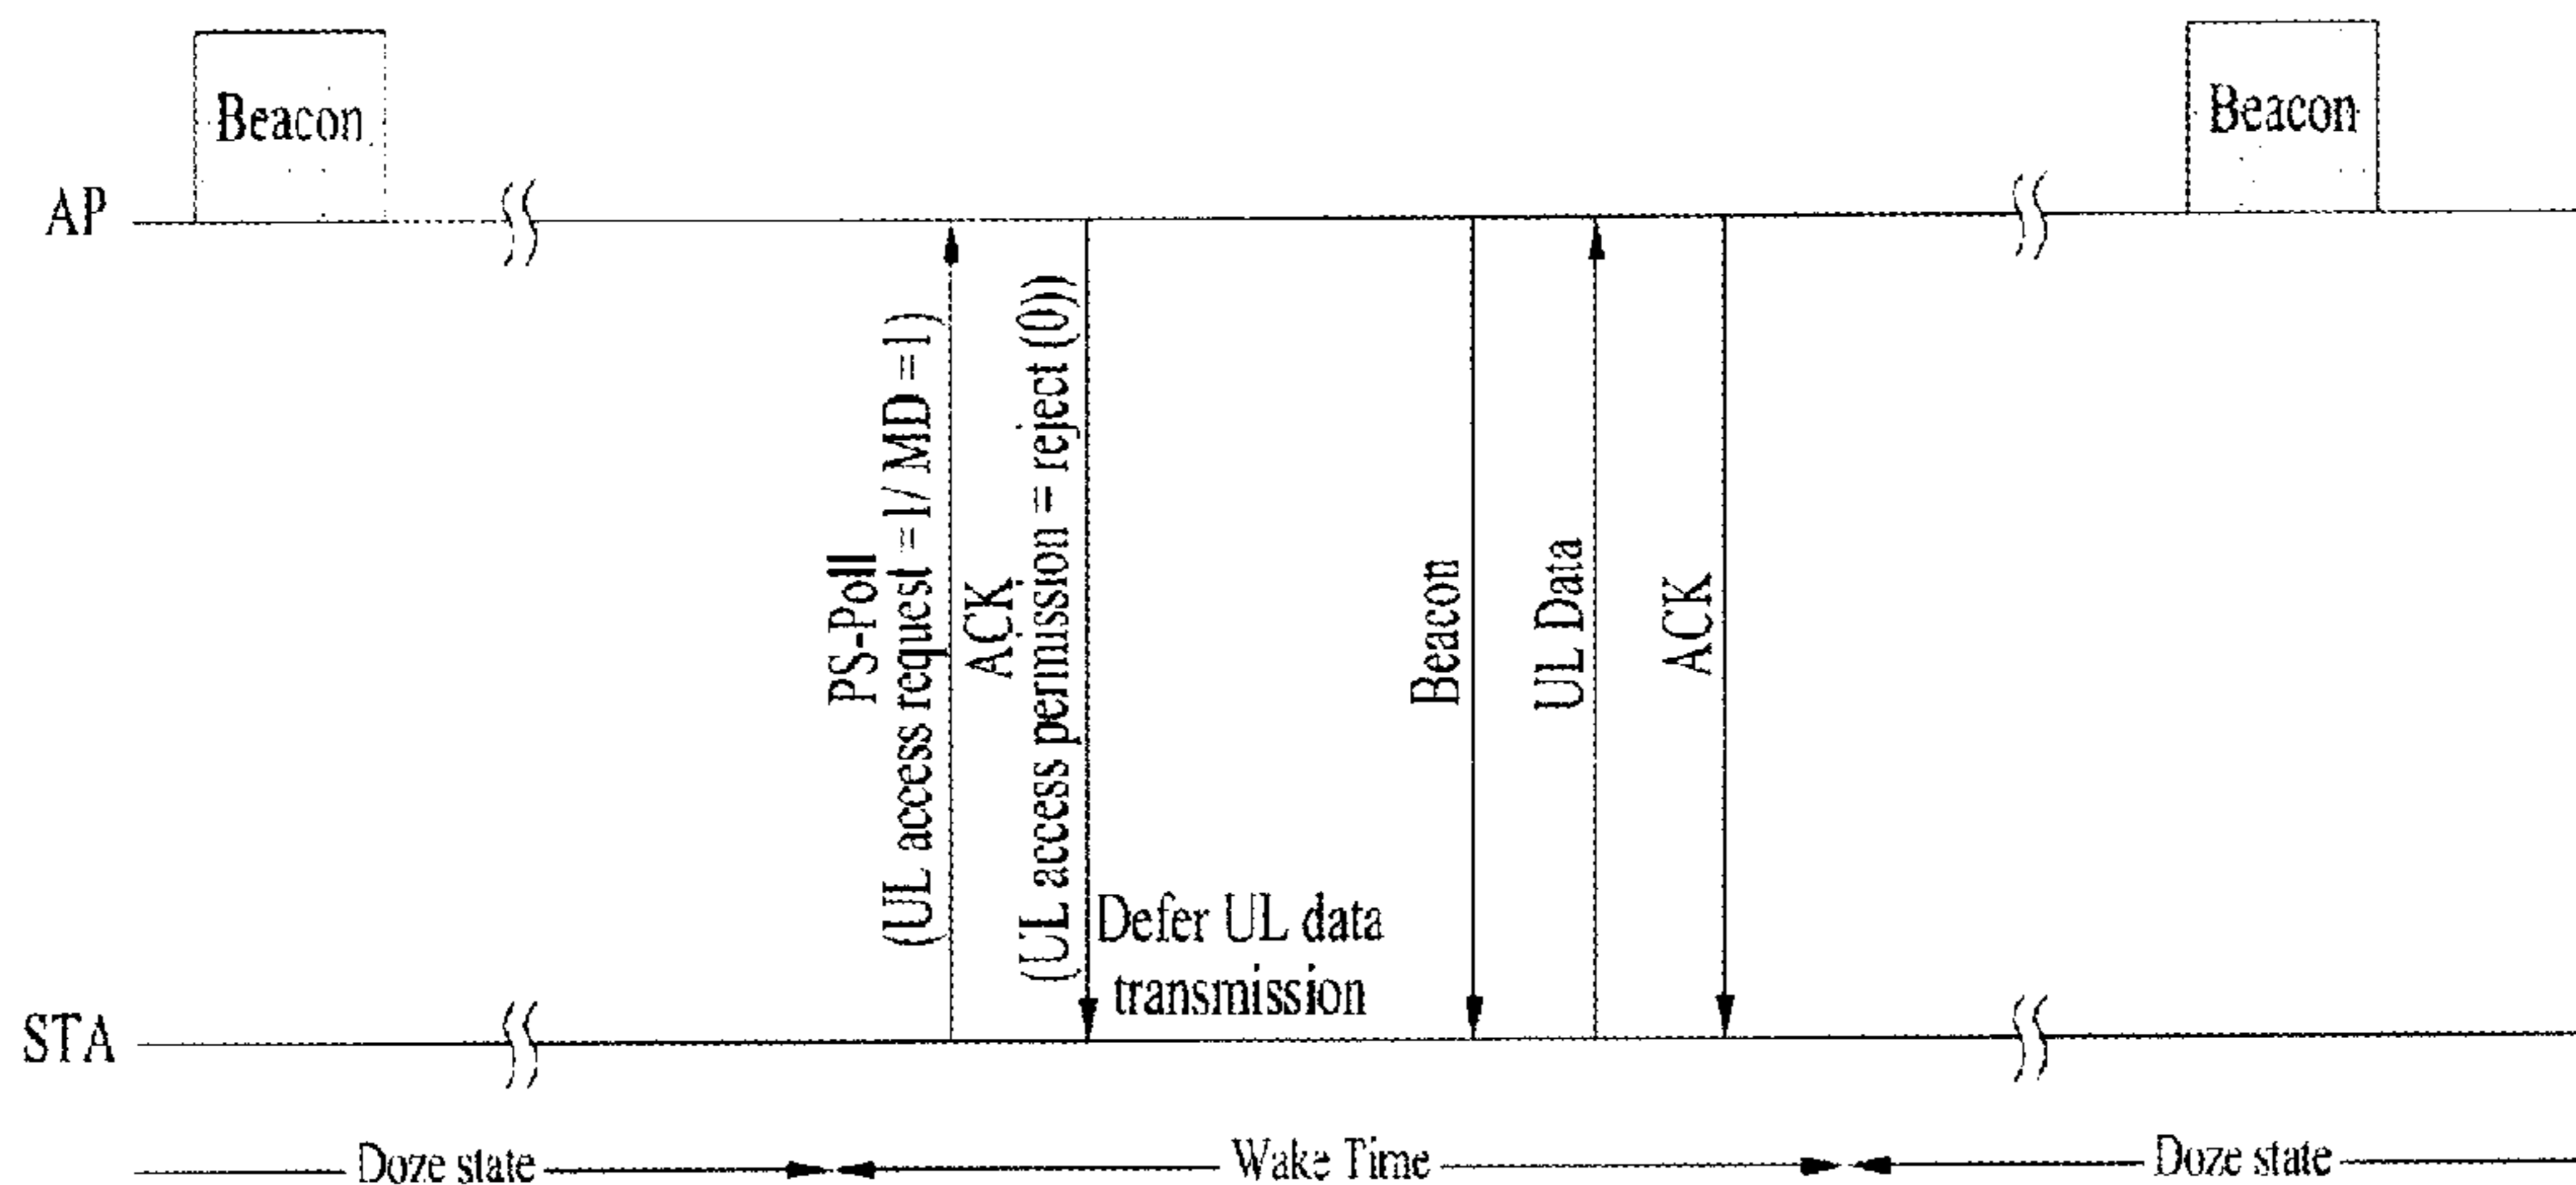 Beacon
Beacon
AP
PS-Poll
(UL access request =1/ MD =1)
ACK
(UL access permission = reject (0))
Beacon
UL Data
ACK
Defer UL data
transmission
STA
Doze state
Wake Time
Doze state